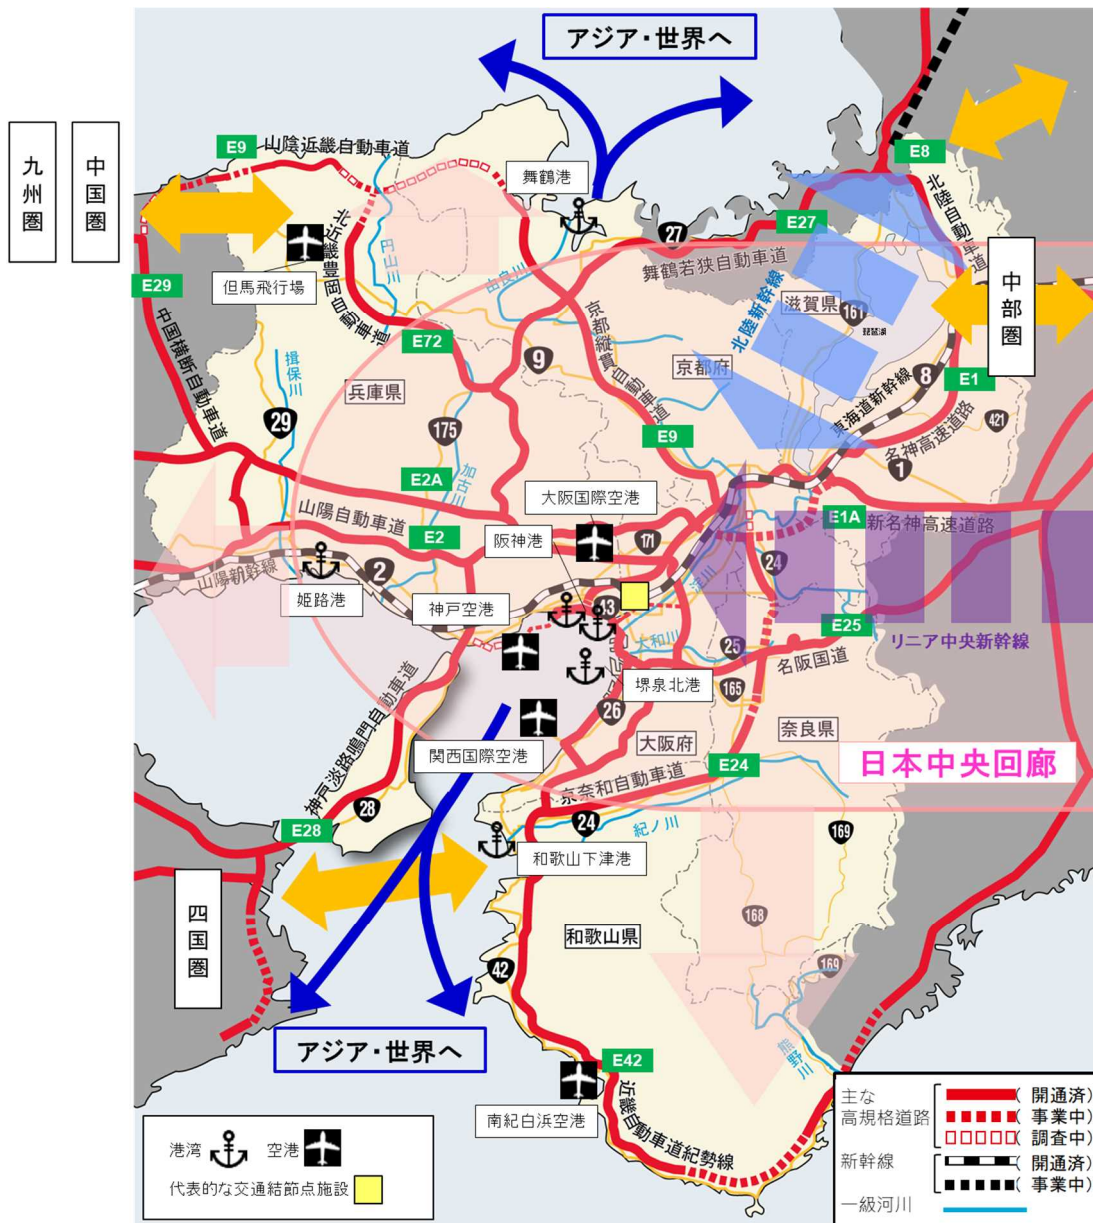 アジア・世界へ
九州圏
中国圏
E9
山陰近畿自動車道
舞鶴港
E8
北陸自動車道
E27
27
舞鶴若狭自動車道
但馬飛行場
北近畿豊岡自動車道
円山川
由良川
E29
中国横断自動車道
中部圏
滋賀県
161
琵琶湖
北陸新幹線
京都縦貫自動車道
E72
9
京都府
兵庫県
揖保川
29
175
加古川
東海道新幹線
8
E1
名神高速道路
421
1
E9
E2A
大阪国際空港
山陽自動車道
E2
阪神港
171
E1A
新名神高速道路
24
山陽新幹線
2
姫路港
神戸空港
淀川
43
大和川
25
E25
名阪国道
リニア中央新幹線
堺泉北港
165
26
神戸淡路鳴門自動車道
関西国際空港
大阪府
奈良県
日本中央回廊
E24
京奈和自動車道
28
E28
24
紀ノ川
169
和歌山下津港
四国圏
168
和歌山県
169
42
熊野川
アジア・世界へ
E42
南紀白浜空港
近畿自動車道紀勢線
港湾 空港
代表的な交通結節点施設
主な高規格道路
(開通済)
(事業中)
(調査中)
新幹線
(開通済)
(事業中)
一級河川